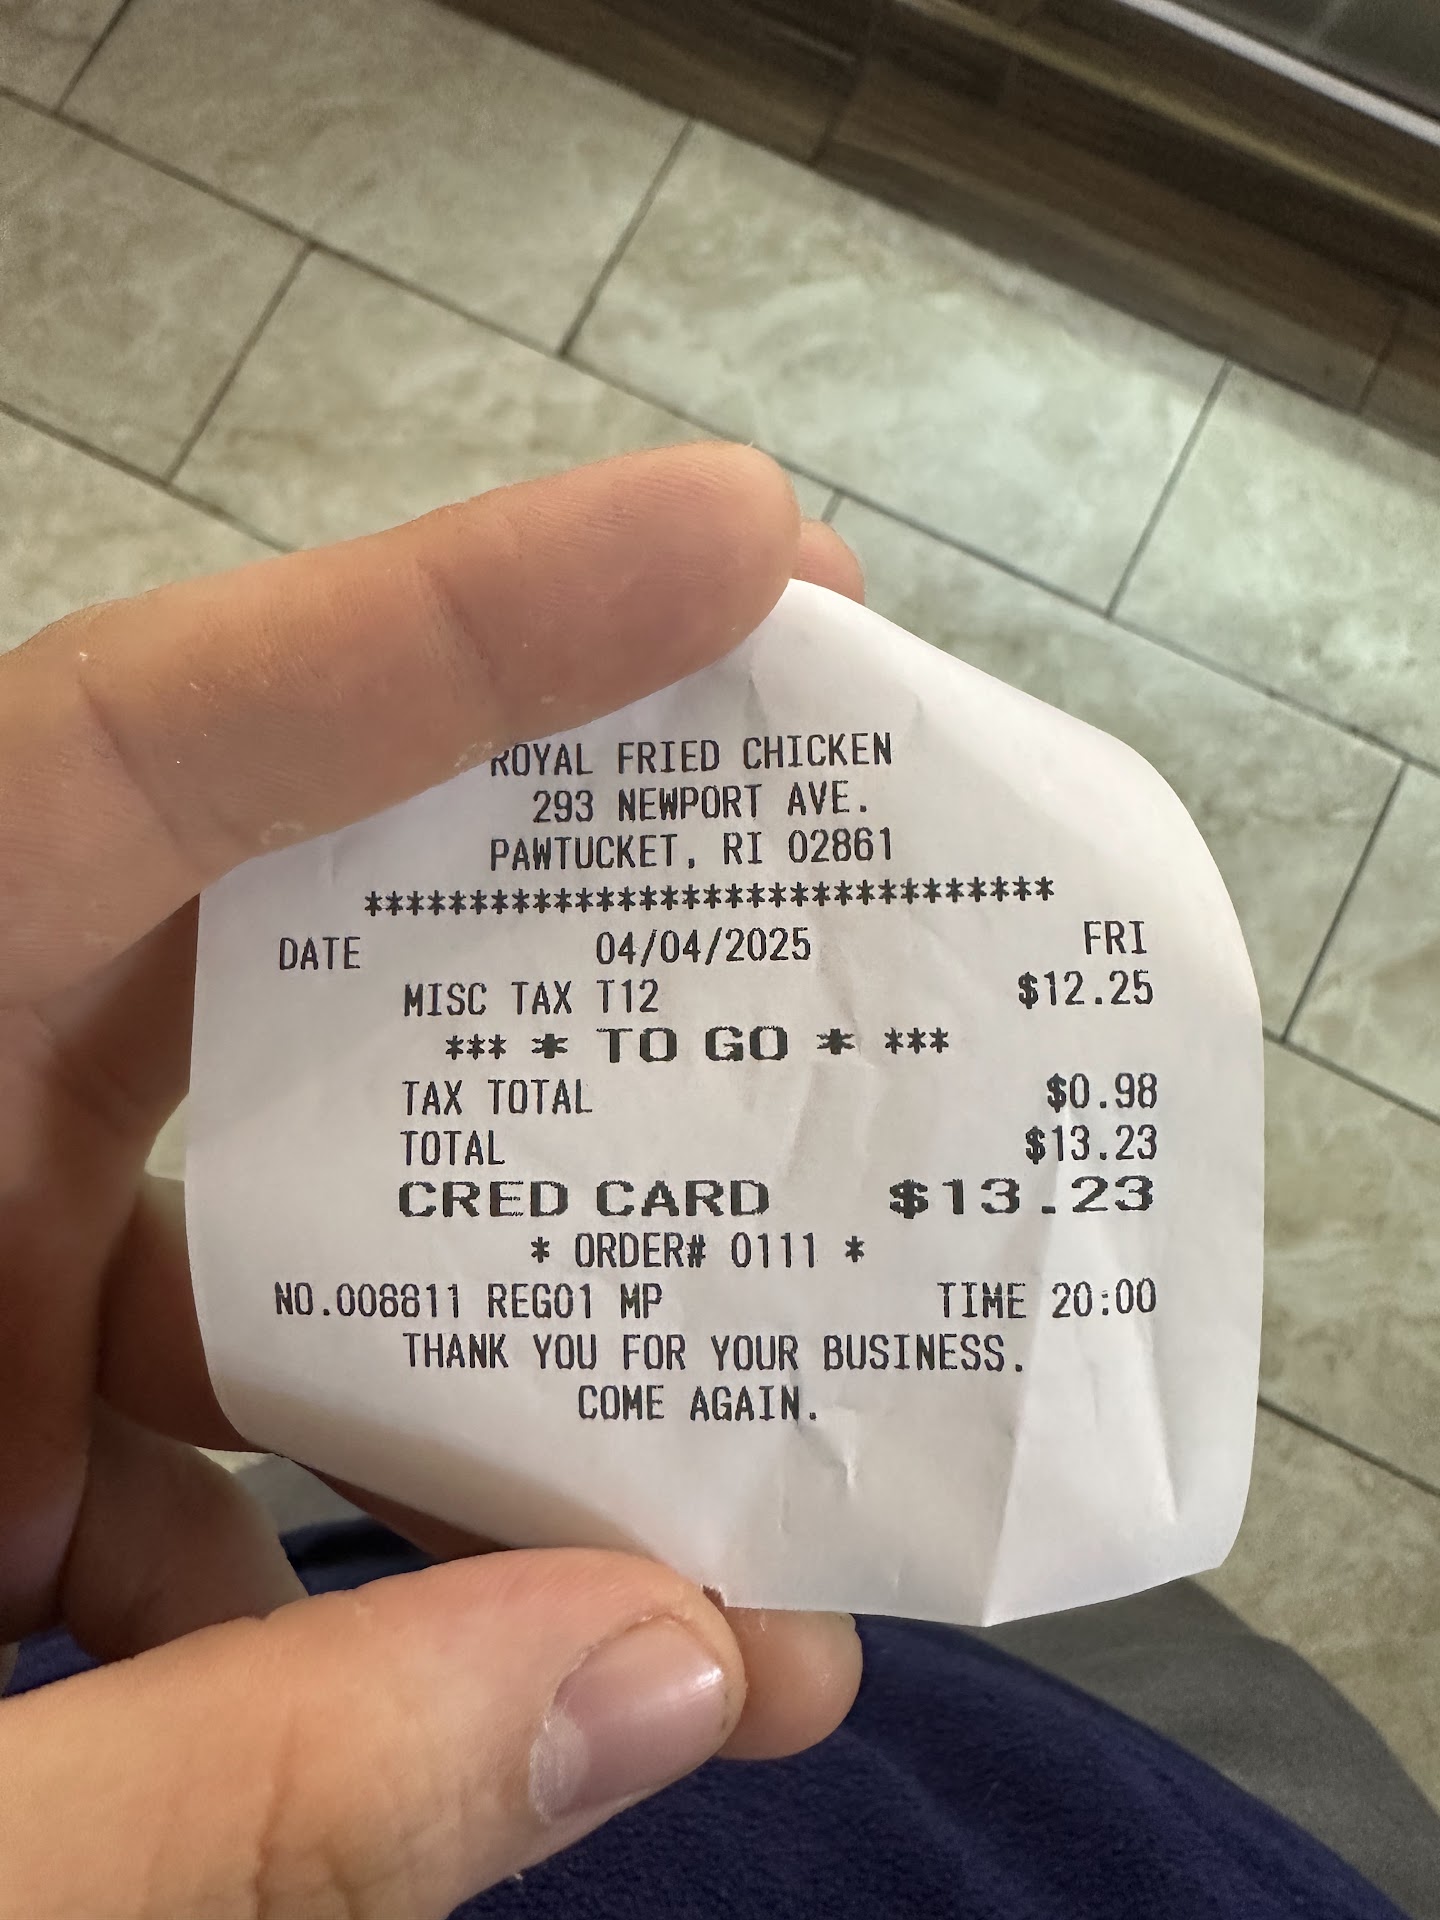 ROYAL FRIED CHICKEN
293 NEWPORT AVE.
PAWTUCKET, RI 02861
*********************************
DATE 04/04/2025 FRI
MISC TAX T12 $12.25
*** * TO GO * ***
TAX TOTAL $0.98
TOTAL $13.23
CRED CARD $13.23
* ORDER# 0111 *
NO.008811 REG01 MP TIME 20:00
THANK YOU FOR YOUR BUSINESS.
COME AGAIN.